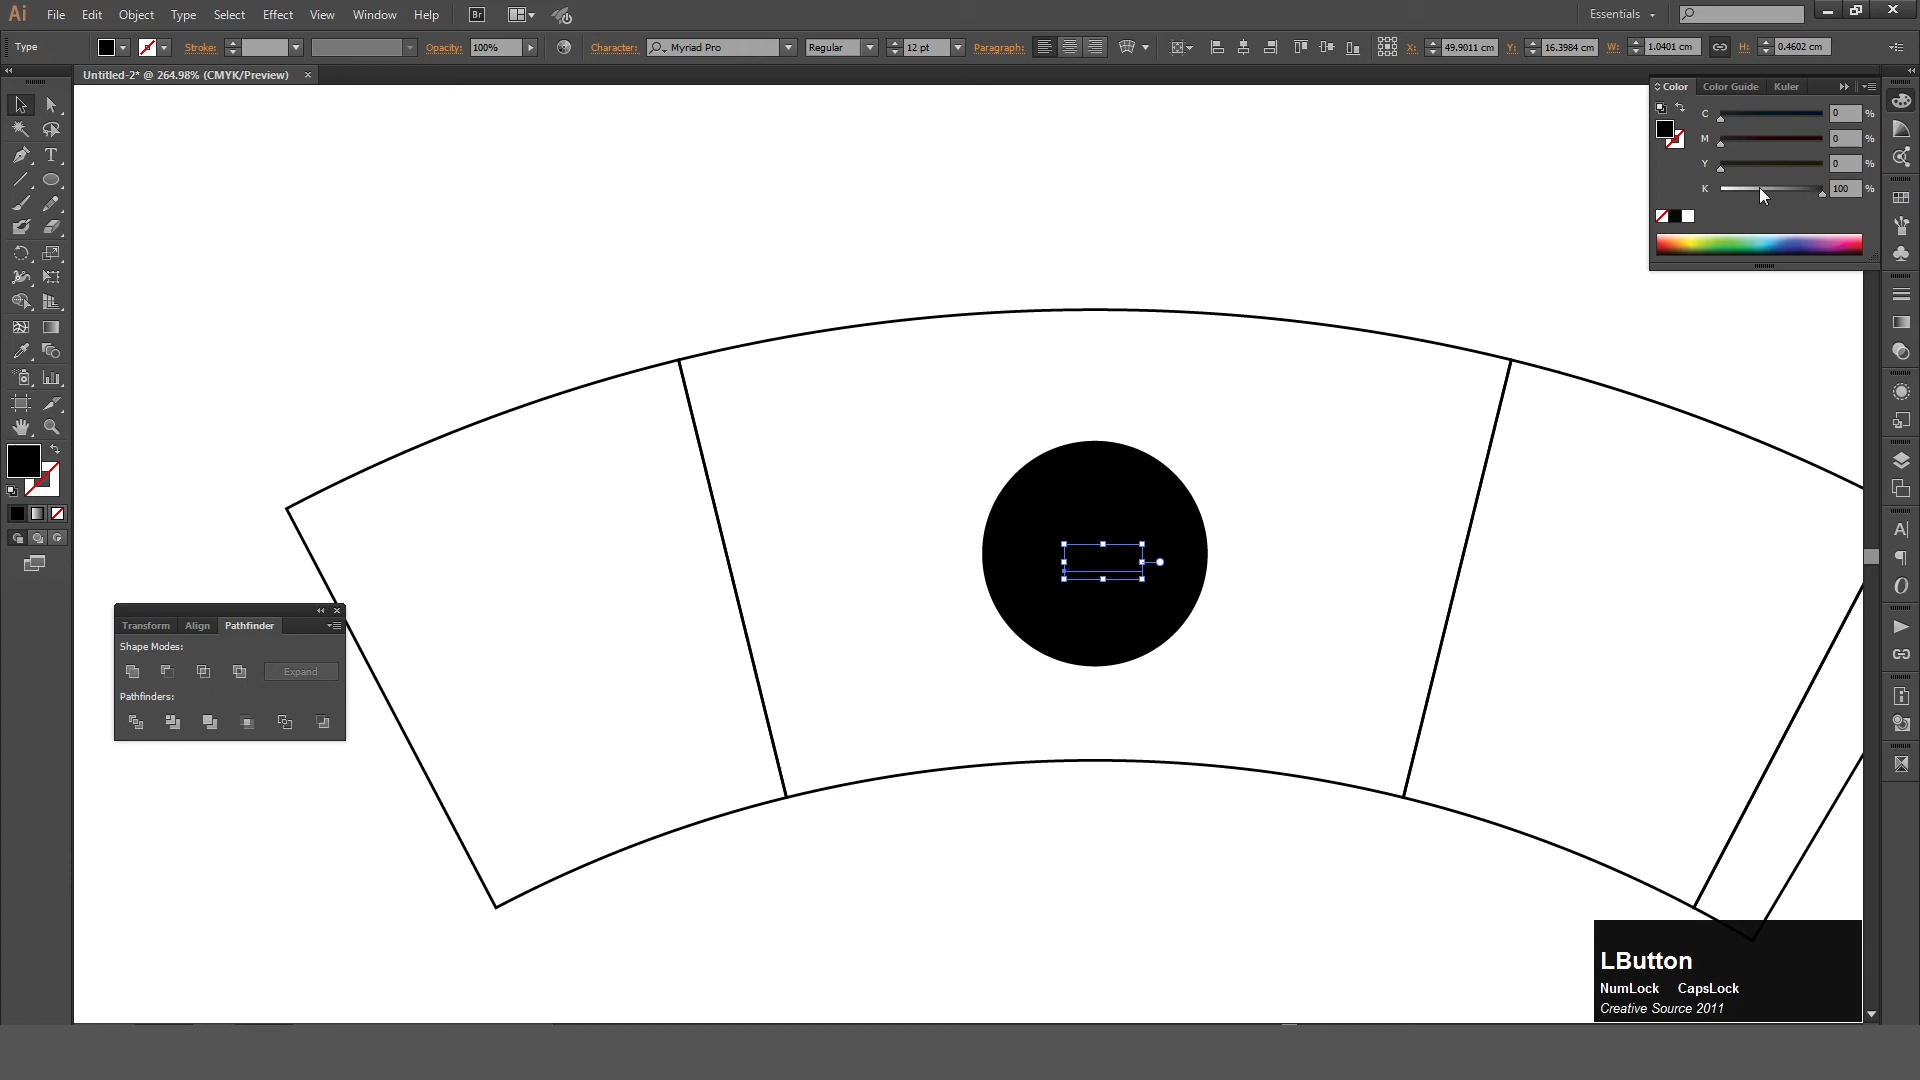 Ai File Edit Object Type Select Effect View Window Help Br Essentials
Type Stroke: Opacity: 100% Character: Myriad Pro Regular 12 pt Paragraph: X: 49.9011 cm Y: 16.3984 cm W: 1.0401 cm H: 0.4602 cm
Untitled-2* @ 264.98% (CMYK/Preview)
Color Color Guide Kuler
C 0 %
M 0 %
Y 0 %
K 100 %
Transform Align Pathfinder
Shape Modes:
Expand
Pathfinders:
LButton
NumLock CapsLock
Creative Source 2011